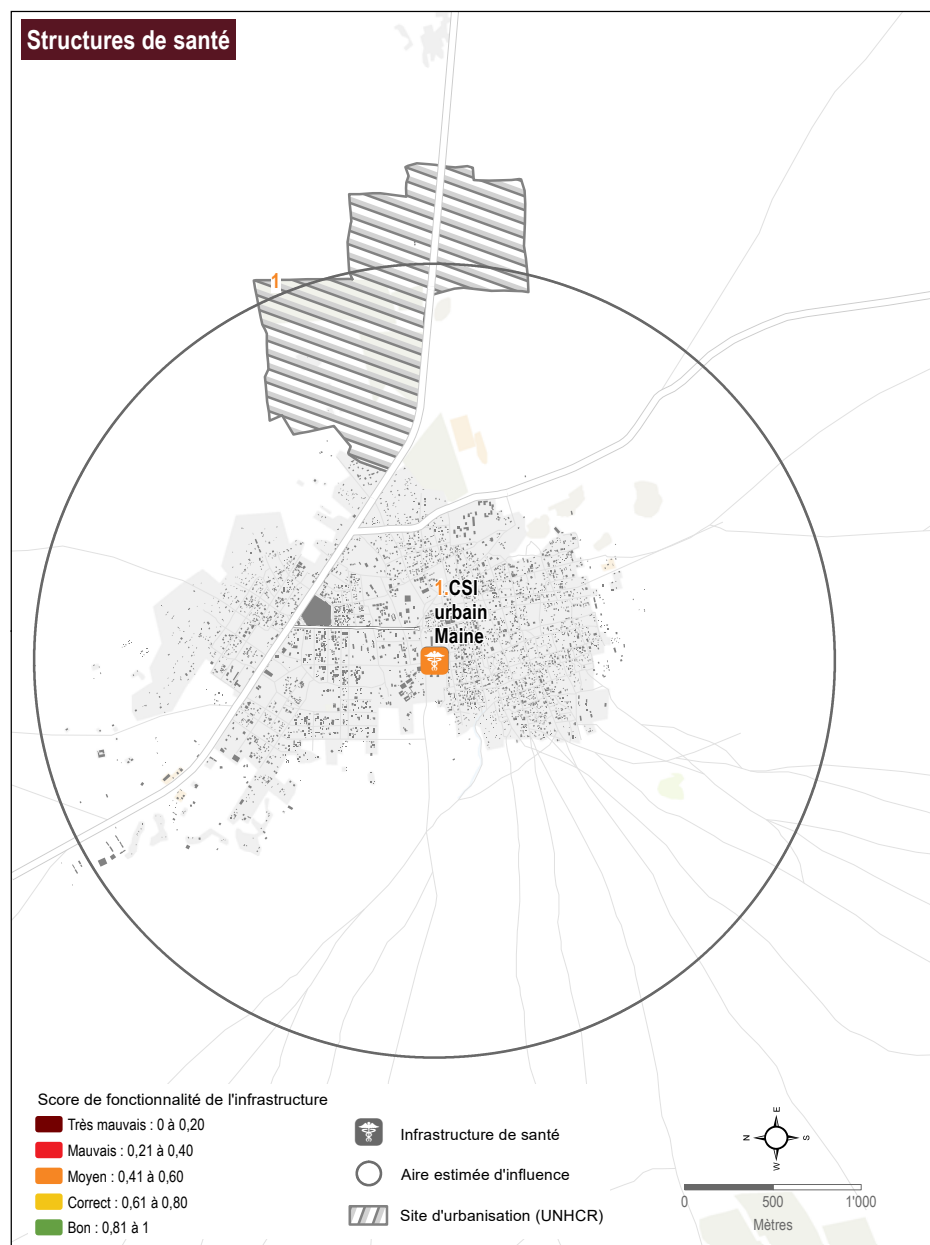 Structures de santé
1
1.CSI
urbain
Maine
Score de fonctionnalité de l'infrastructure
Très mauvais : 0 à 0,20
Mauvais : 0,21 à 0,40
Moyen : 0,41 à 0,60
Correct : 0,61 à 0,80
Bon : 0,81 à 1
Infrastructure de santé
Aire estimée d'influence
Site d'urbanisation (UNHCR)
E
N S
W
0 500 1'000
Mètres